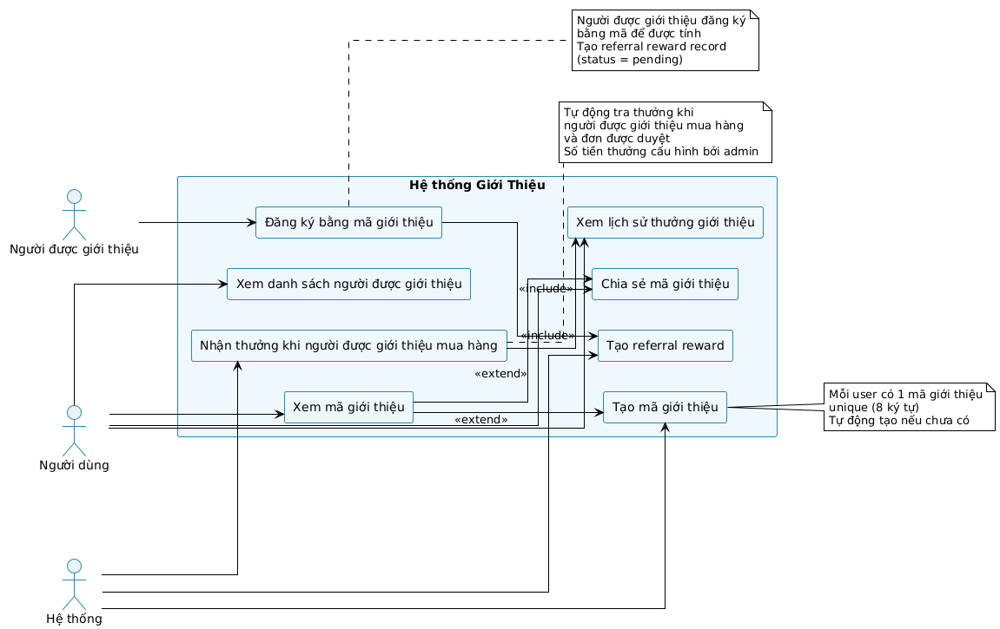 Người được giới thiệu đăng ký
bằng mã để được tính
Tạo referral reward record
(status = pending)
Tự động tra thưởng khi
người được giới thiệu mua hàng
và đơn được duyệt
Số tiền thưởng cấu hình bởi admin
Hệ thống Giới Thiệu
Người được giới thiệu
Đăng ký bằng mã giới thiệu
Xem lịch sử thưởng giới thiệu
Xem danh sách người được giới thiệu
Chia sẻ mã giới thiệu
«include»
«include»
Nhận thưởng khi người được giới thiệu mua hàng
Tạo referral reward
«extend»
Xem mã giới thiệu
Tạo mã giới thiệu
«extend»
Mỗi user có 1 mã giới thiệu
unique (8 ký tự)
Tự động tạo nếu chưa có
Người dùng
Hệ thống